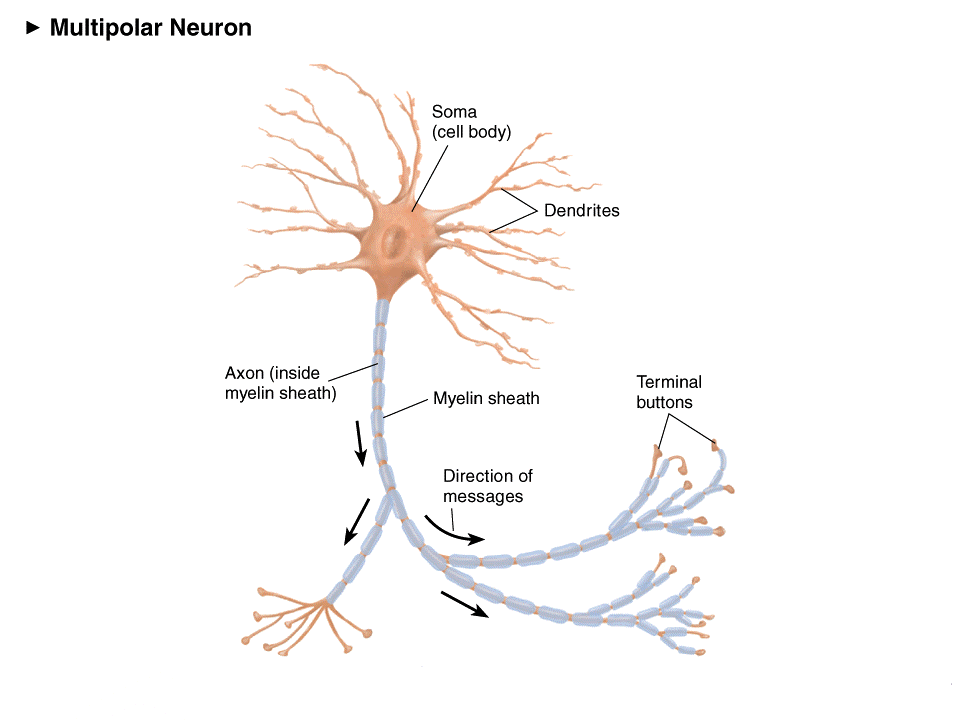 ► Multipolar Neuron
Soma
(cell body)
Dendrites
Axon (inside
myelin sheath)
Myelin sheath
Terminal
buttons
Direction of
messages